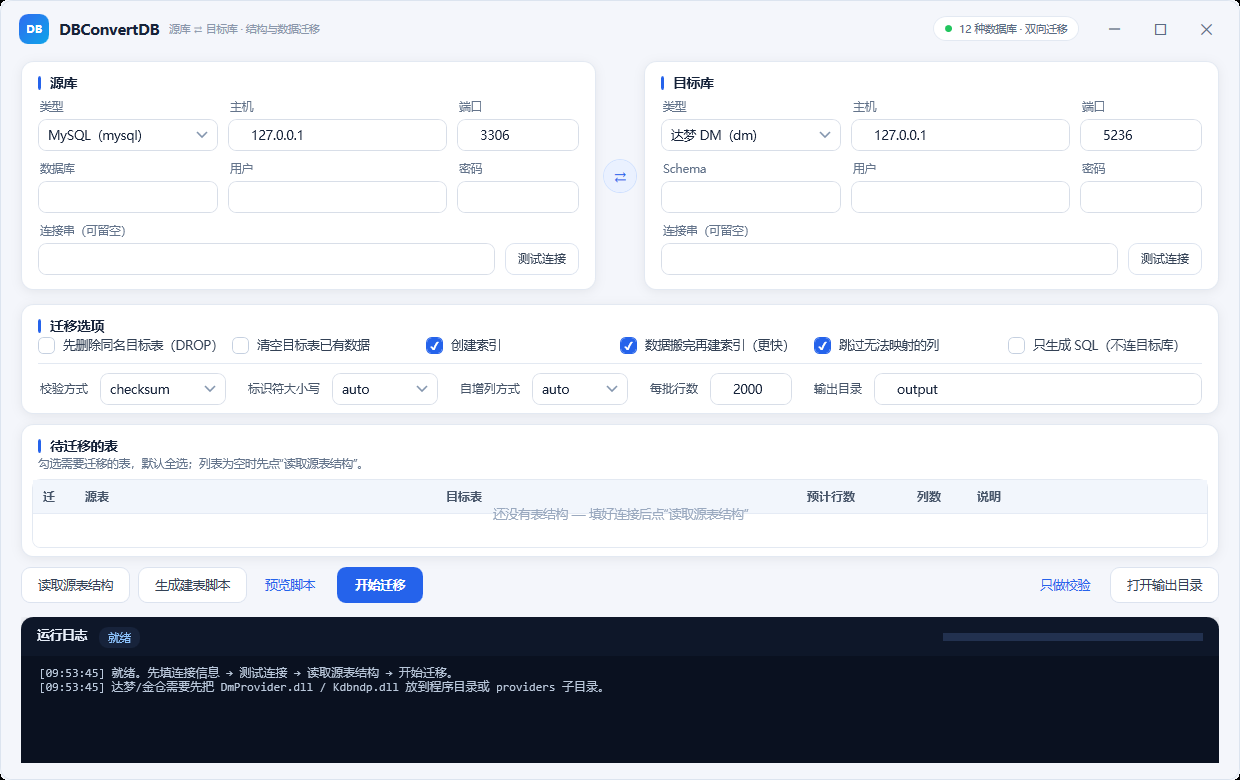 DB DBConvertDB 源库 ⇄ 目标库 · 结构与数据迁移 12 种数据库 · 双向迁移
源库
类型 主机 端口
MySQL (mysql) 127.0.0.1 3306
数据库 用户 密码
连接串（可留空）
测试连接
⇄
目标库
类型 主机 端口
达梦 DM (dm) 127.0.0.1 5236
Schema 用户 密码
连接串（可留空）
测试连接
迁移选项
先删除同名目标表（DROP） 清空目标表已有数据 创建索引 数据搬完再建索引（更快） 跳过无法映射的列 只生成 SQL（不连目标库）
校验方式 checksum 标识符大小写 auto 自增列方式 auto 每批行数 2000 输出目录 output
待迁移的表
勾选需要迁移的表，默认全选；列表为空时先点“读取源表结构”。
迁 源表 目标表 预计行数 列数 说明
还没有表结构 — 填好连接后点“读取源表结构”
读取源表结构 生成建表脚本 预览脚本 开始迁移 只做校验 打开输出目录
运行日志 就绪
[09:53:45] 就绪。先填连接信息 → 测试连接 → 读取源表结构 → 开始迁移。
[09:53:45] 达梦/金仓需要先把 DmProvider.dll / Kdbndp.dll 放到程序目录或 providers 子目录。